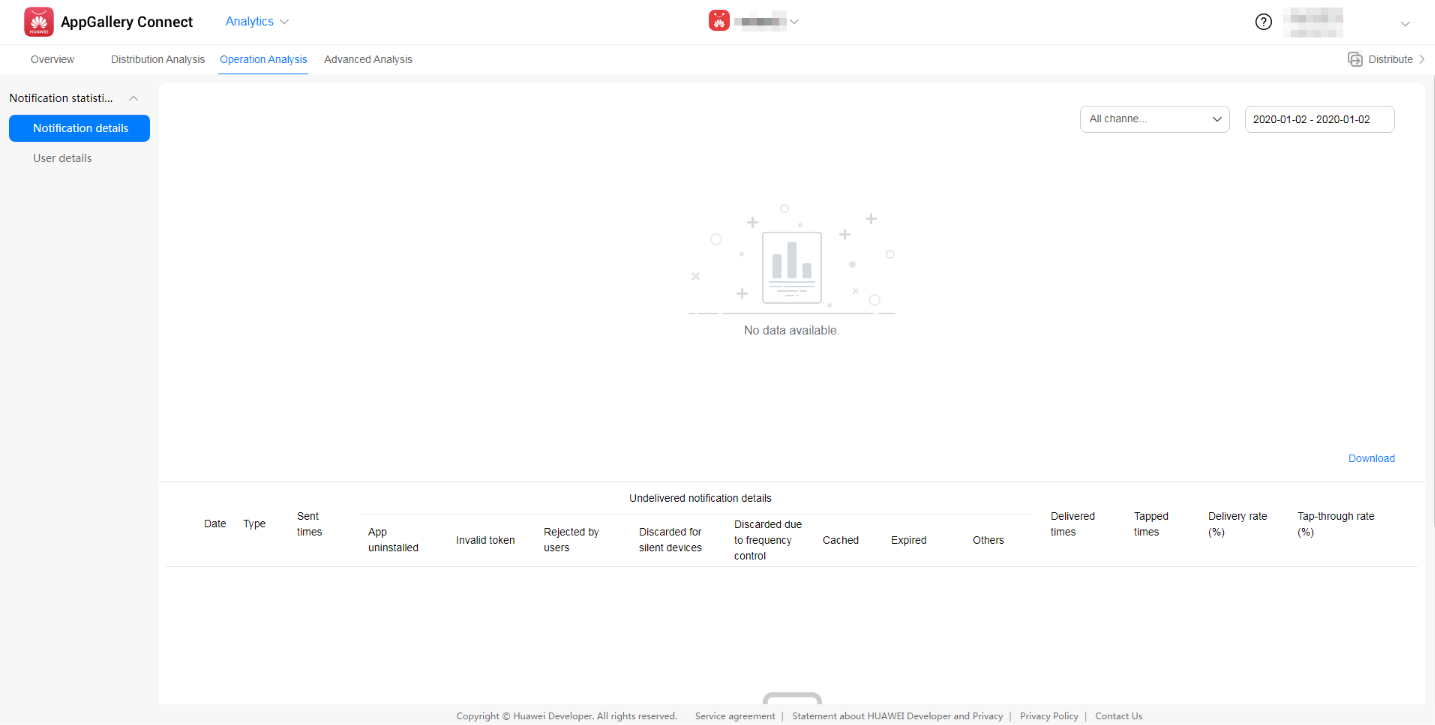 HUAWEI
AppGallery Connect
Analytics
Overview
Distribution Analysis
Operation Analysis
Advanced Analysis
Distribute
Notification statisti...
Notification details
User details
All channe...
2020-01-02 - 2020-01-02
No data available.
Download
Undelivered notification details
Date
Type
Sent
times
App
uninstalled
Invalid token
Rejected by
users
Discarded for
silent devices
Discarded due
to frequency
control
Cached
Expired
Others
Delivered
times
Tapped
times
Delivery rate
(%)
Tap-through rate
(%)
Copyright © Huawei Developer. All rights reserved. Service agreement | Statement about HUAWEI Developer and Privacy | Privacy Policy | Contact Us